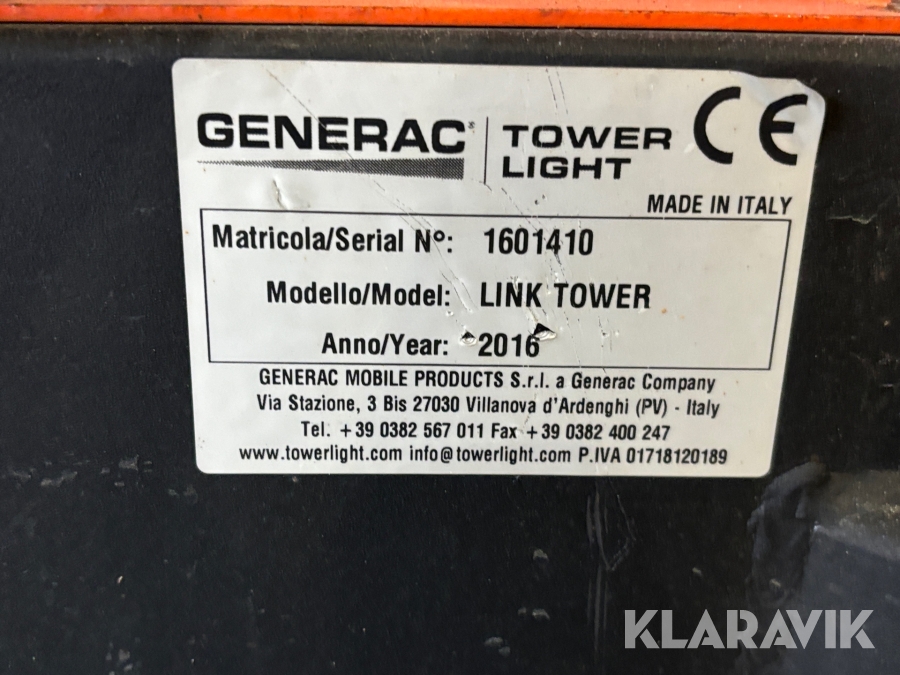 GENERAC® TOWER LIGHT CE
MADE IN ITALY
Matricola/Serial N°: 1601410
Modello/Model: LINK TOWER
Anno/Year: 2016
GENERAC MOBILE PRODUCTS S.r.l. a Generac Company
Via Stazione, 3 Bis 27030 Villanova d'Ardenghi (PV) - Italy
Tel. +39 0382 567 011 Fax +39 0382 400 247
www.towerlight.com info@towerlight.com P.IVA 01718120189
KLARAVIK